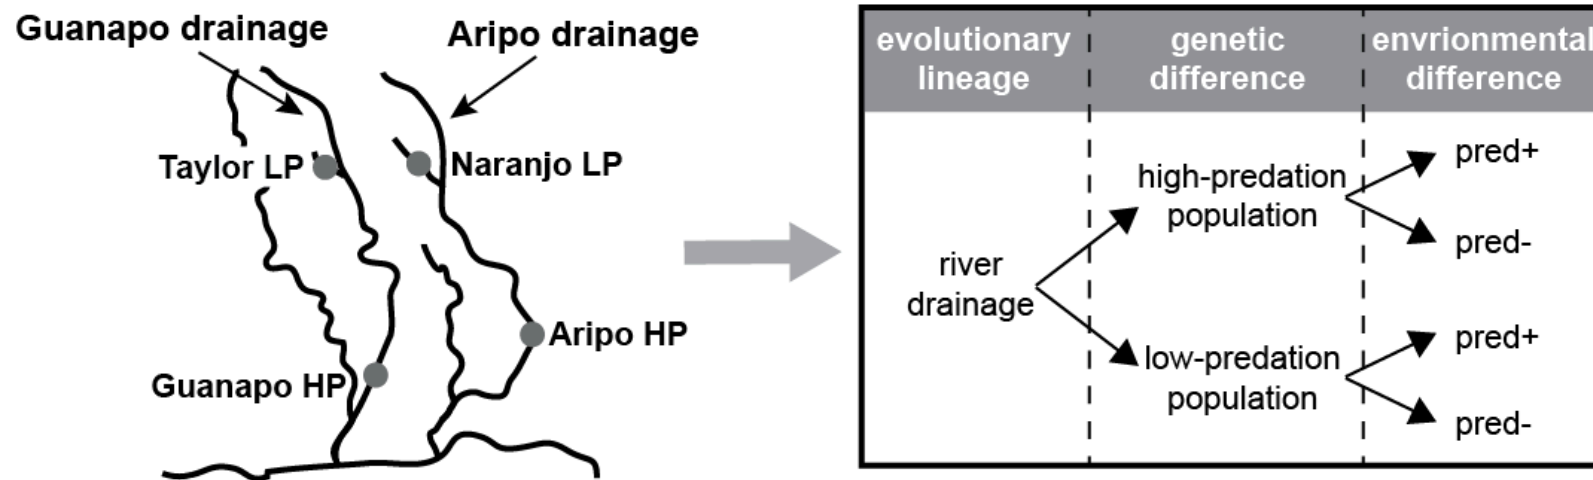 Guanapo drainage
Aripo drainage
Taylor LP
Naranjo LP
Aripo HP
Guanapo HP
evolutionary
lineage
genetic
difference
envrionmental
difference
river
drainage
high-predation
population
low-predation
population
pred+
pred-
pred+
pred-